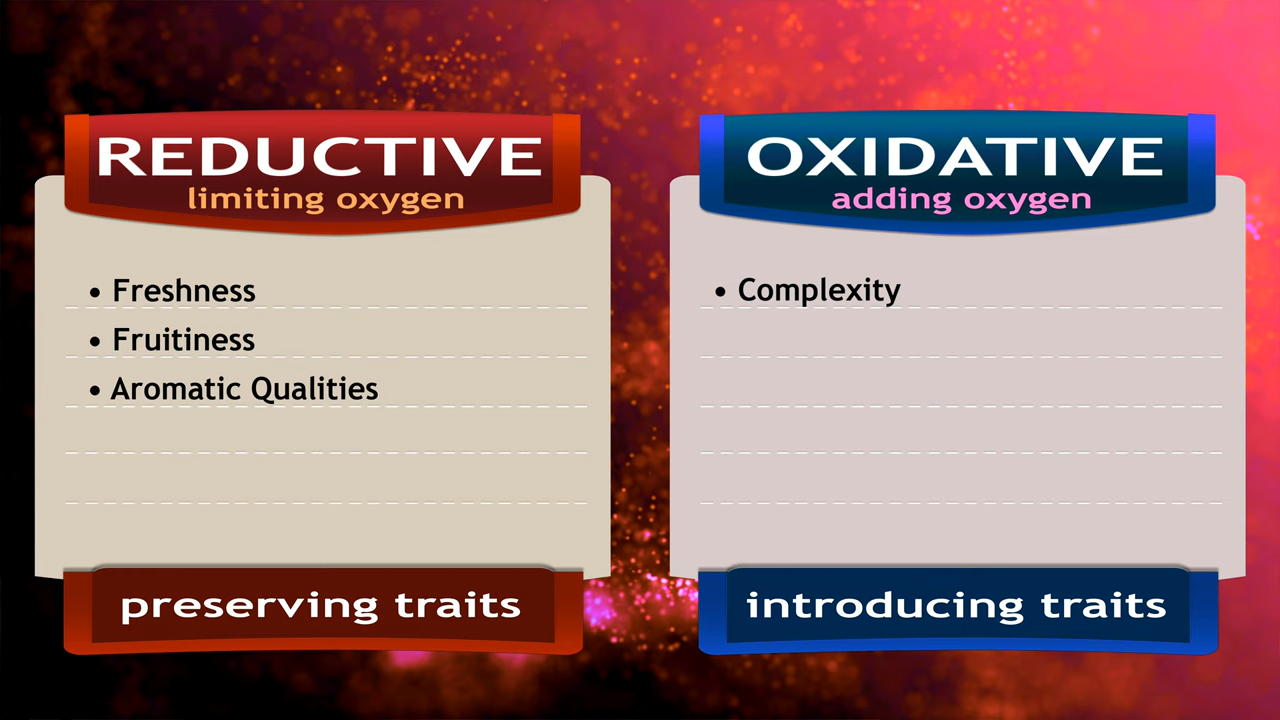 REDUCTIVE
limiting oxygen
• Freshness
• Fruitiness
• Aromatic Qualities
preserving traits
OXIDATIVE
adding oxygen
• Complexity
introducing traits